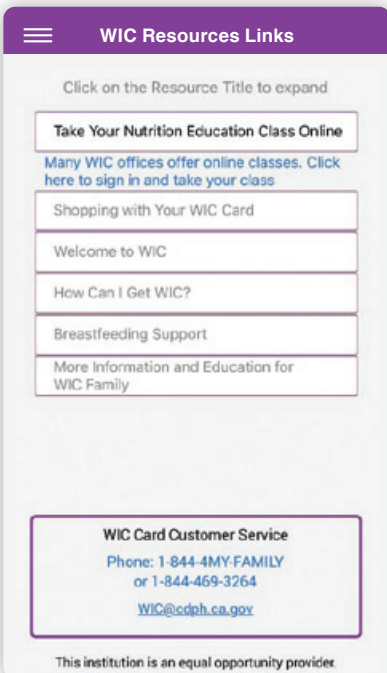 WIC Resources Links
Click on the Resource Title to expand
Take Your Nutrition Education Class Online
Many WIC offices offer online classes. Click
here to sign in and take your class
Shopping with Your WIC Card
Welcome to WIC
How Can I Get WIC?
Breastfeeding Support
More Information and Education for
WIC Family
WIC Card Customer Service
Phone: 1-844-4MY-FAMILY
or 1-844-469-3264
WIC@cdph.ca.gov
This institution is an equal opportunity provider.